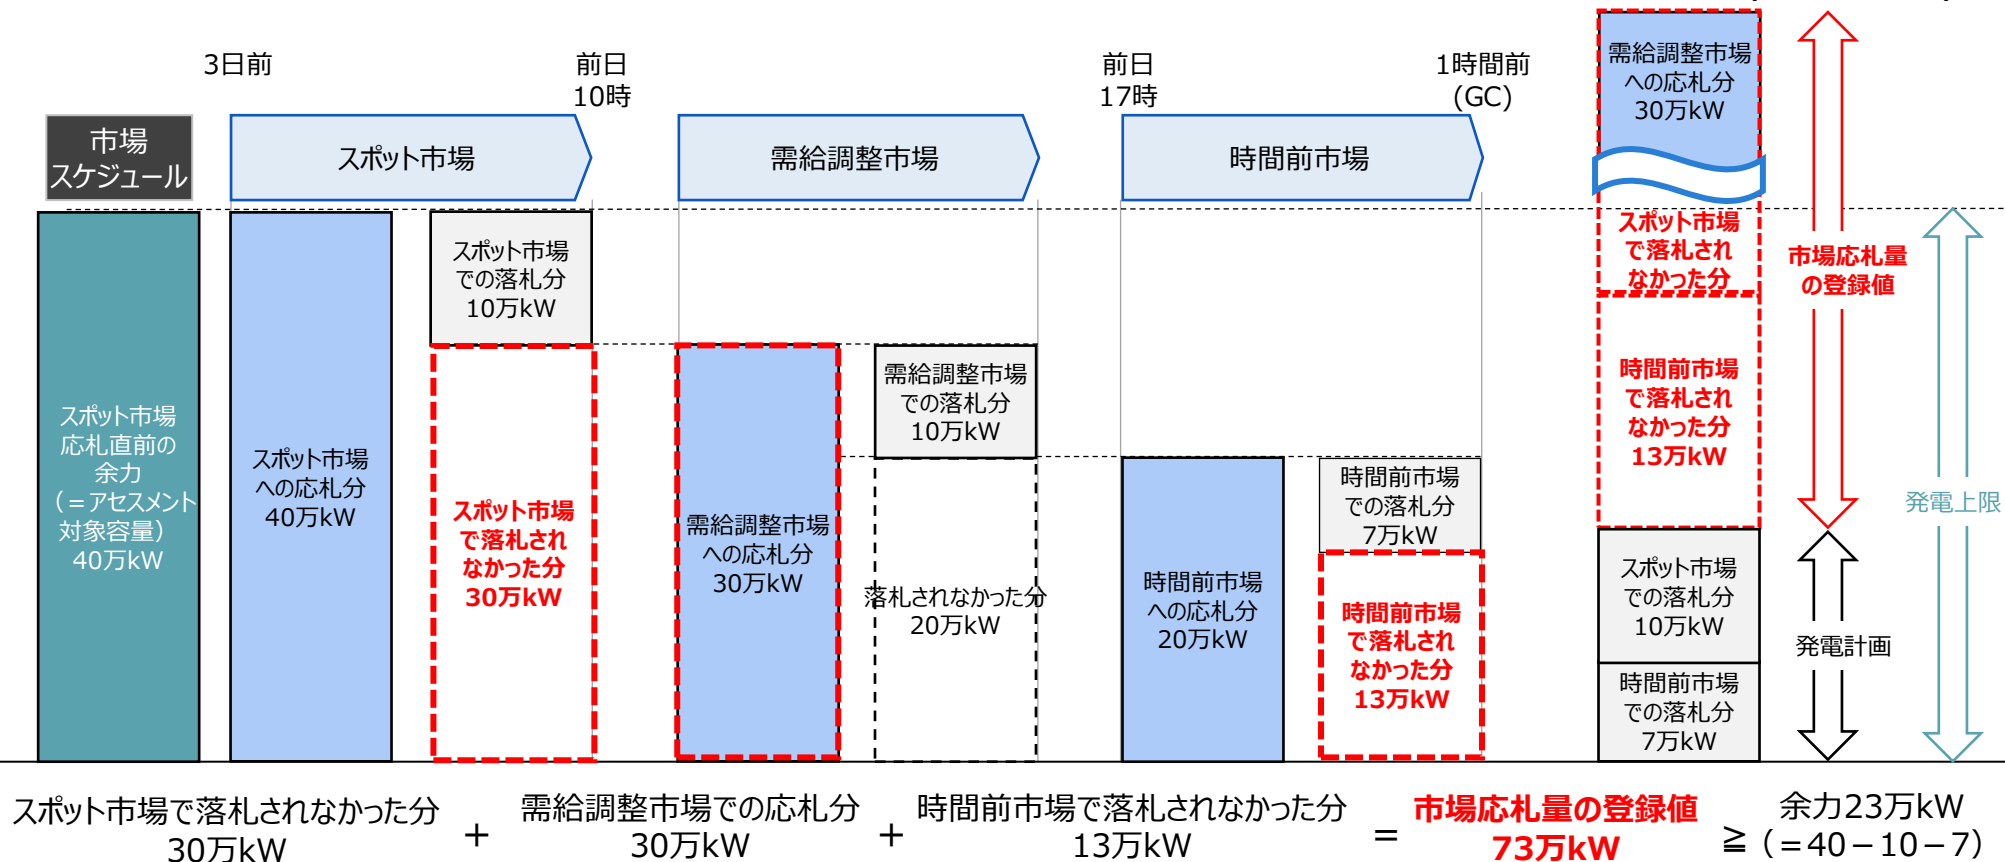 3日前
前日
10時
前日
17時
1時間前
(GC)
市場
スケジュール
スポット市場
需給調整市場
時間前市場
スポット市場
応札直前の
余力
(=アセスメント
対象容量)
40万kW
スポット市場
への応札分
40万kW
スポット市場
での落札分
10万kW
スポット市場
で落札され
なかった分
30万kW
需給調整市場
への応札分
30万kW
需給調整市場
での落札分
10万kW
落札されなかった分
20万kW
時間前市場
への応札分
20万kW
時間前市場
での落札分
7万kW
時間前市場
で落札され
なかった分
13万kW
需給調整市場
への応札分
30万kW
スポット市場
で落札され
なかった分
時間前市場
で落札され
なかった分
13万kW
スポット市場
での落札分
10万kW
時間前市場
での落札分
7万kW
市場応札量
の登録値
発電計画
発電上限
スポット市場で落札されなかった分
30万kW
+
需給調整市場での応札分
30万kW
+
時間前市場で落札されなかった分
13万kW
=
市場応札量の登録値
73万kW
≧
余力23万kW
(=40-10-7)